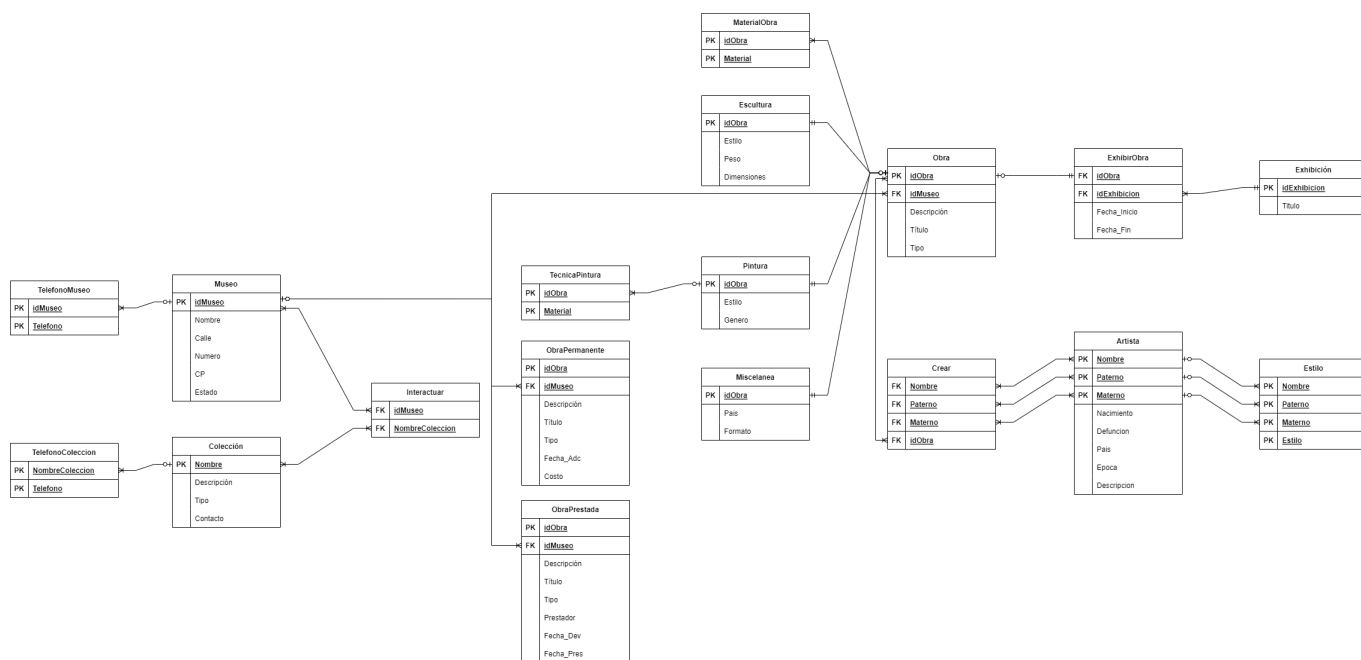 MaterialObra
PK idObra
PK Material
Escultura
PK idObra
Estilo
Peso
Dimensiones
Obra
PK idObra
FK idMuseo
Descripción
Título
Tipo
ExhibirObra
FK idObra
FK idExhibicion
Fecha_Inicio
Fecha_Fin
Exhibición
PK idExhibicion
Titulo
TelefonoMuseo
PK idMuseo
PK Telefono
Museo
PK idMuseo
Nombre
Calle
Numero
CP
Estado
TecnicaPintura
PK idObra
PK Material
Pintura
PK idObra
Estilo
Genero
ObraPermanente
PK idObra
FK idMuseo
Descripción
Título
Tipo
Fecha_Adc
Costo
Miscelanea
PK idObra
Pais
Formato
Crear
FK Nombre
FK Paterno
FK Materno
FK idObra
Artista
PK Nombre
PK Paterno
PK Materno
Nacimiento
Defuncion
Pais
Epoca
Descripcion
Estilo
PK Nombre
PK Paterno
PK Materno
PK Estilo
Interactuar
FK idMuseo
FK NombreColeccion
TelefonoColeccion
PK NombreColeccion
PK Telefono
Colección
PK Nombre
Descripción
Tipo
Contacto
ObraPrestada
PK idObra
FK idMuseo
Descripción
Título
Tipo
Prestador
Fecha_Dev
Fecha_Pres